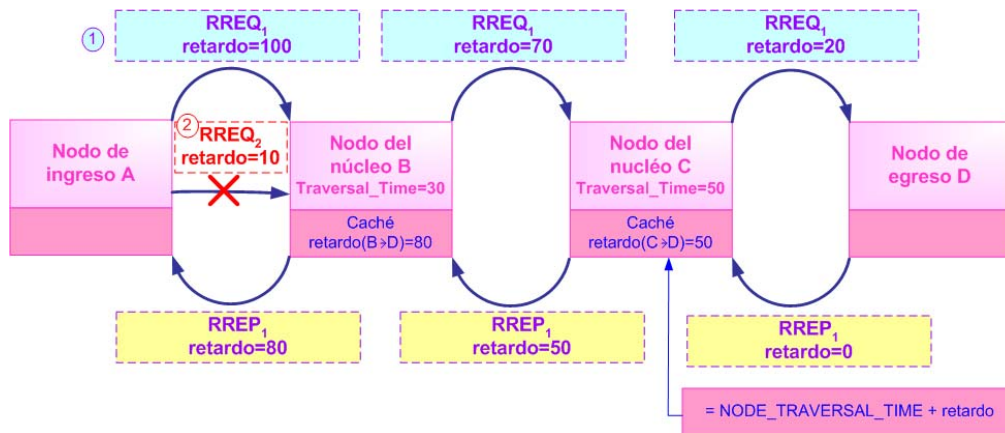 1
RREQ1
retardo=100
RREQ1
retardo=70
RREQ1
retardo=20
Nodo de
ingreso A
2
RREQ2
retardo=10
Nodo del
núcleo B
Traversal_Time=30
Nodo del
nucléo C
Traversal_Time=50
Nodo de
egreso D
Caché
retardo(B→D)=80
Caché
retardo(C→D)=50
RREP1
retardo=80
RREP1
retardo=50
RREP1
retardo=0
= NODE_TRAVERSAL_TIME + retardo